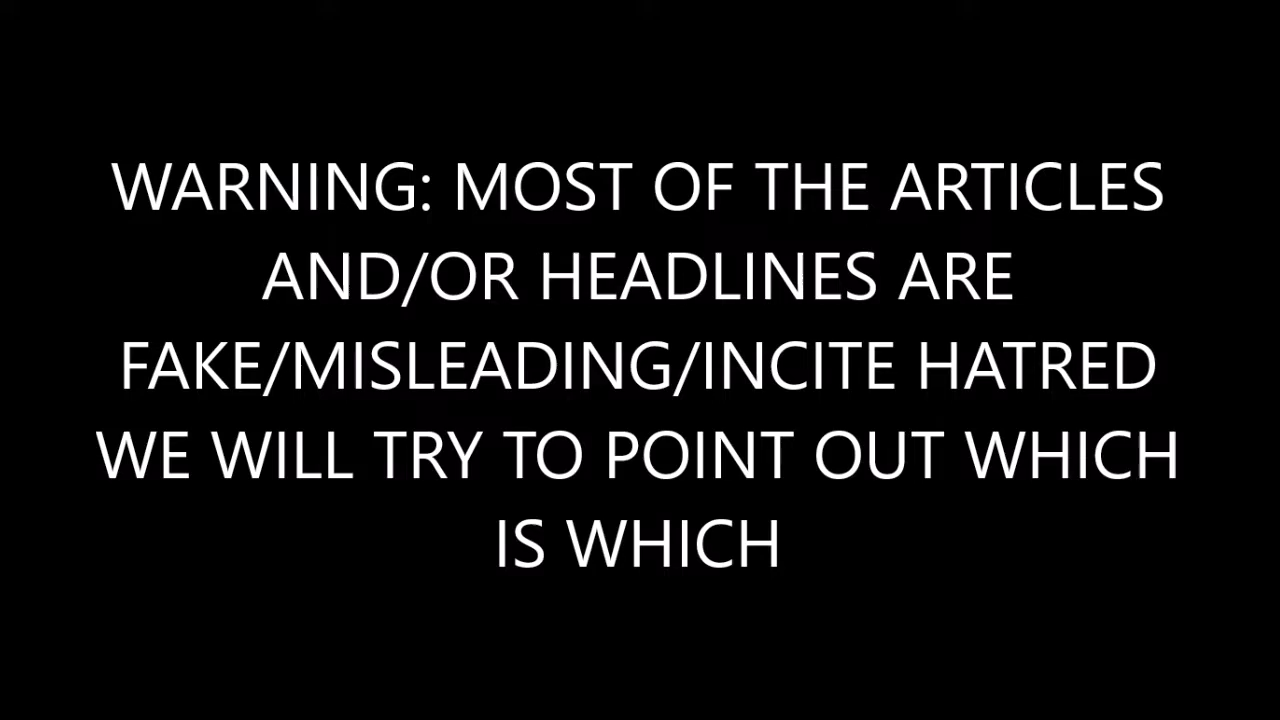 WARNING: MOST OF THE ARTICLES
AND/OR HEADLINES ARE
FAKE/MISLEADING/INCITE HATRED
WE WILL TRY TO POINT OUT WHICH
IS WHICH